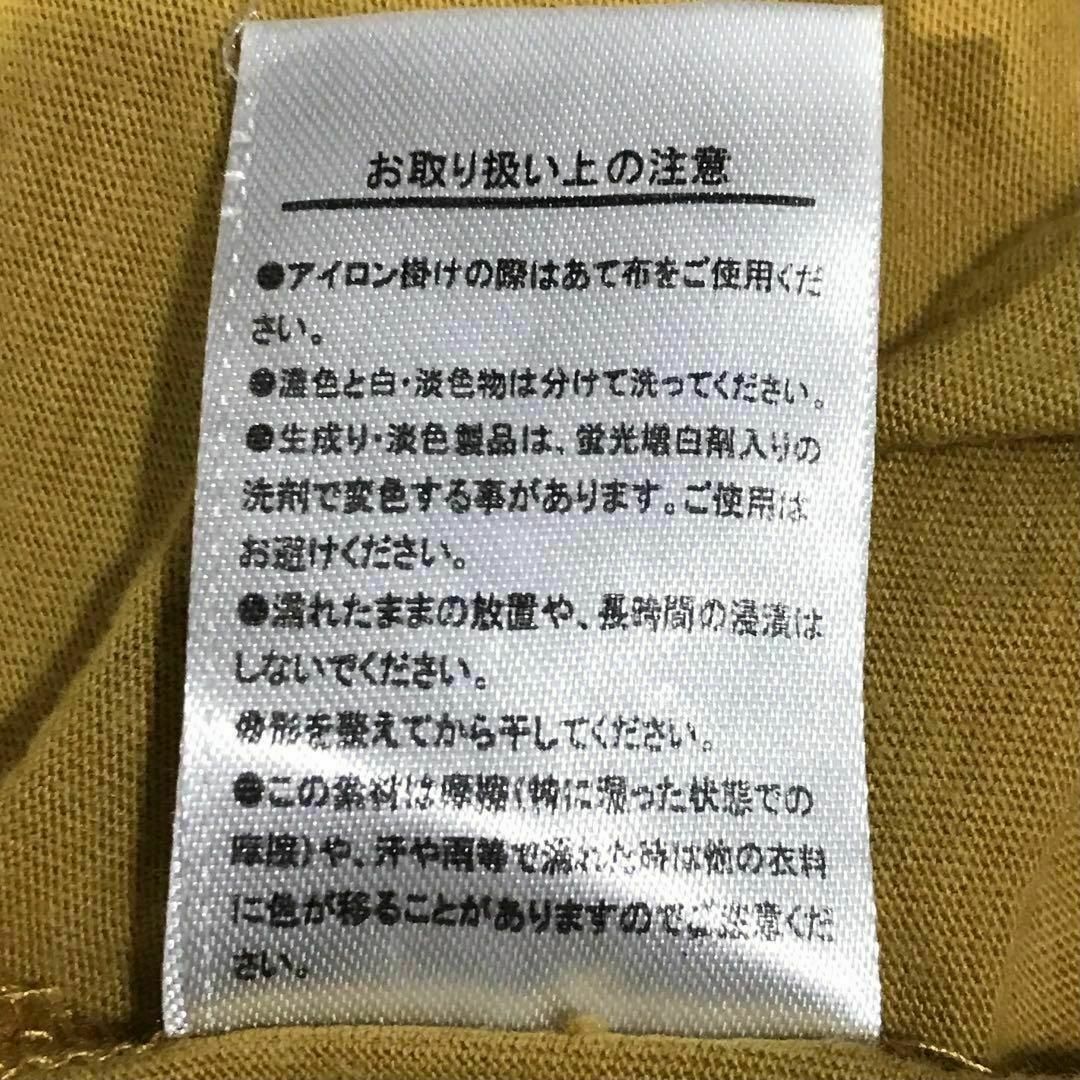 お取り扱い上の注意
●アイロン掛けの際はあて布をご使用くだ
さい。
●濃色と白・淡色物は分けて洗ってください。
●生成り・淡色製品は、蛍光増白剤入りの
洗剤で変色する事があります。ご使用は
お避けください。
●濡れたままの放置や、長時間の浸漬は
しないでください。
●形を整えてから干してください。
●この素料は摩擦(特に湿った状態での
摩擦)や、汗や雨等で濡れた時は他の衣料
に色が移ることがありますのでご注意くだ
さい。